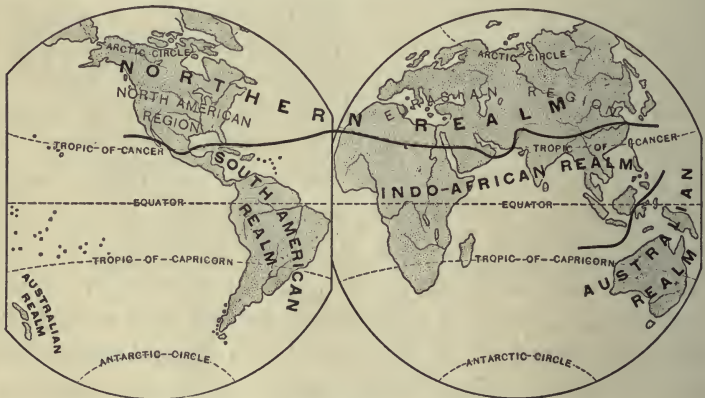 ARCTIC CIRCLE
NORTHERN REALM
NORTH AMERICAN
REGION
TROPIC-OF-CANCER
SOUTH AMERICAN
REALM
EQUATOR
TROPIC-OF-CAPRICORN
AUSTRALIAN
REALM
ANTARCTIC-CIRCLE
ARCTIC CIRCLE
EURASIAN REGION
TROPIC OF CANCER
INDO-AFRICAN REALM
EQUATOR
TROPIC OF CAPRICORN
AUSTRALIAN
REALM
ANTARCTIC-CIRCLE